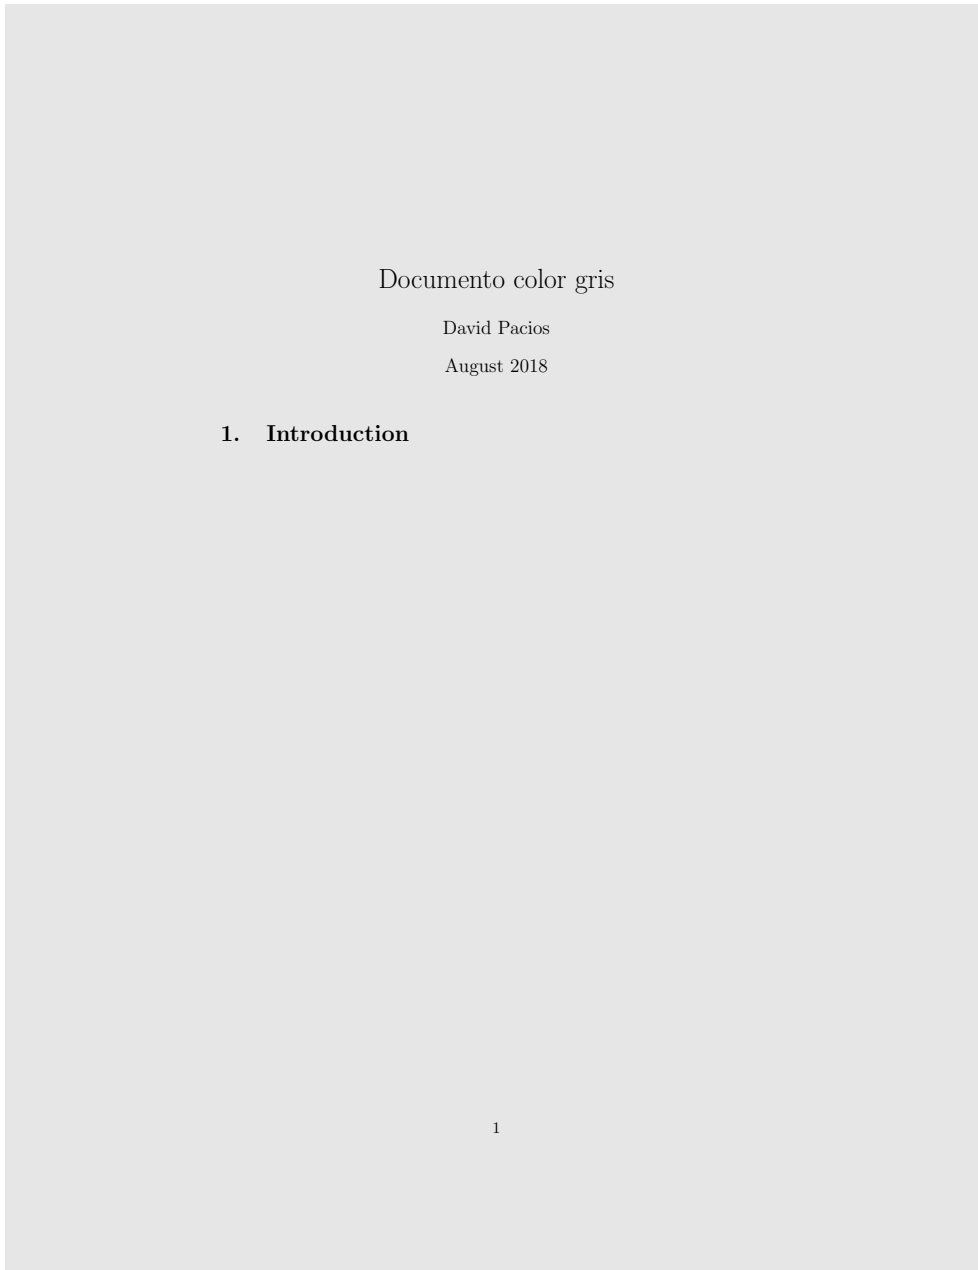 Documento color gris
David Pacios
August 2018
1. Introduction
1